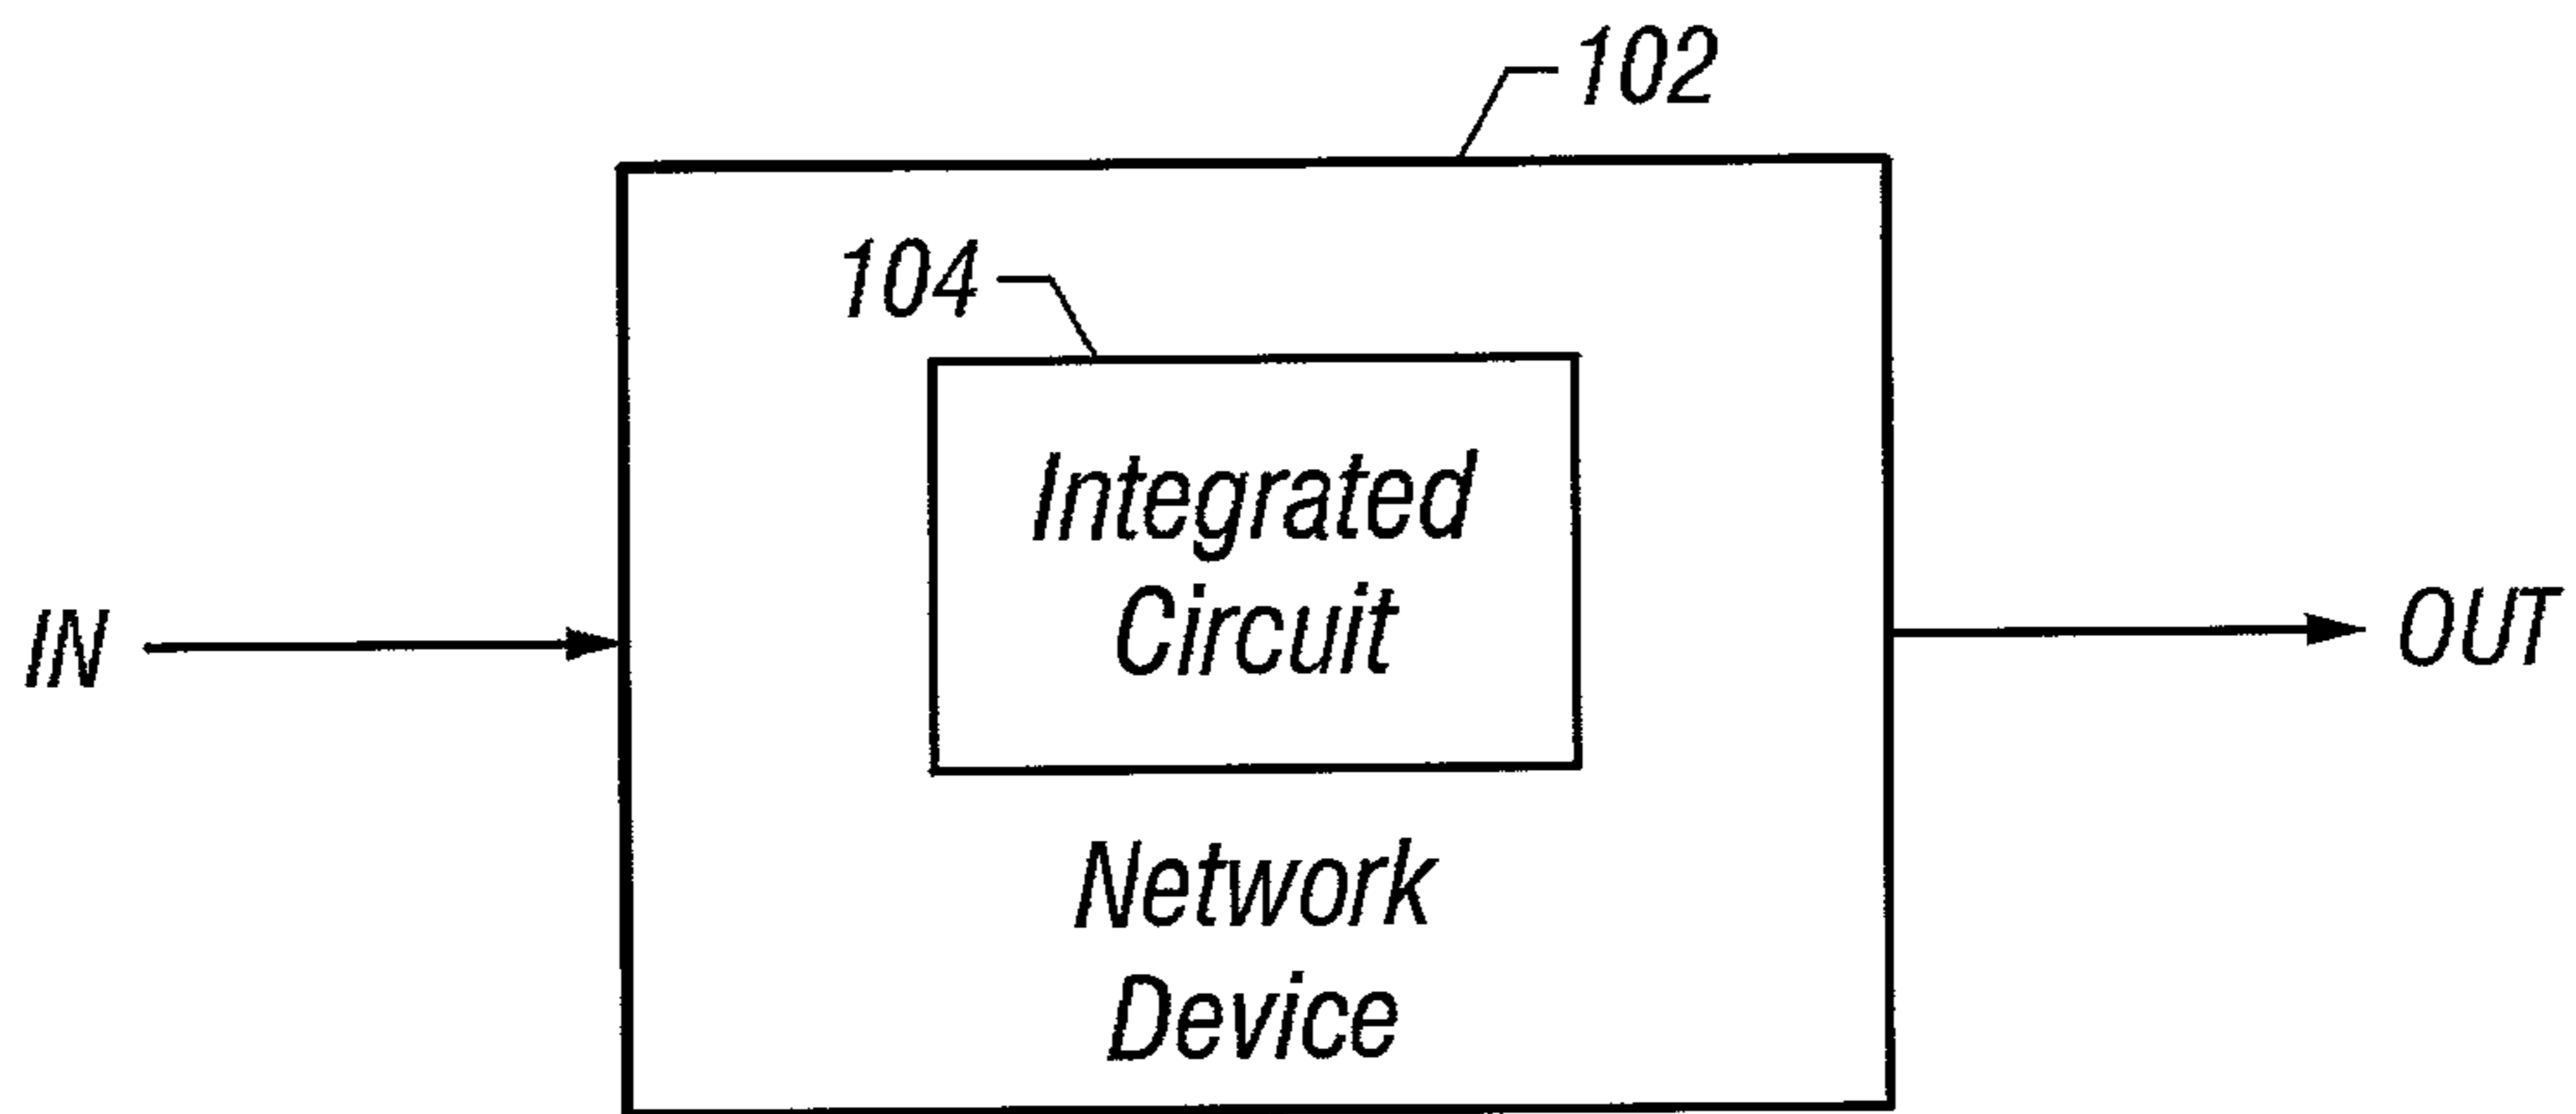 102
104
Integrated
Circuit
IN
OUT
Network
Device